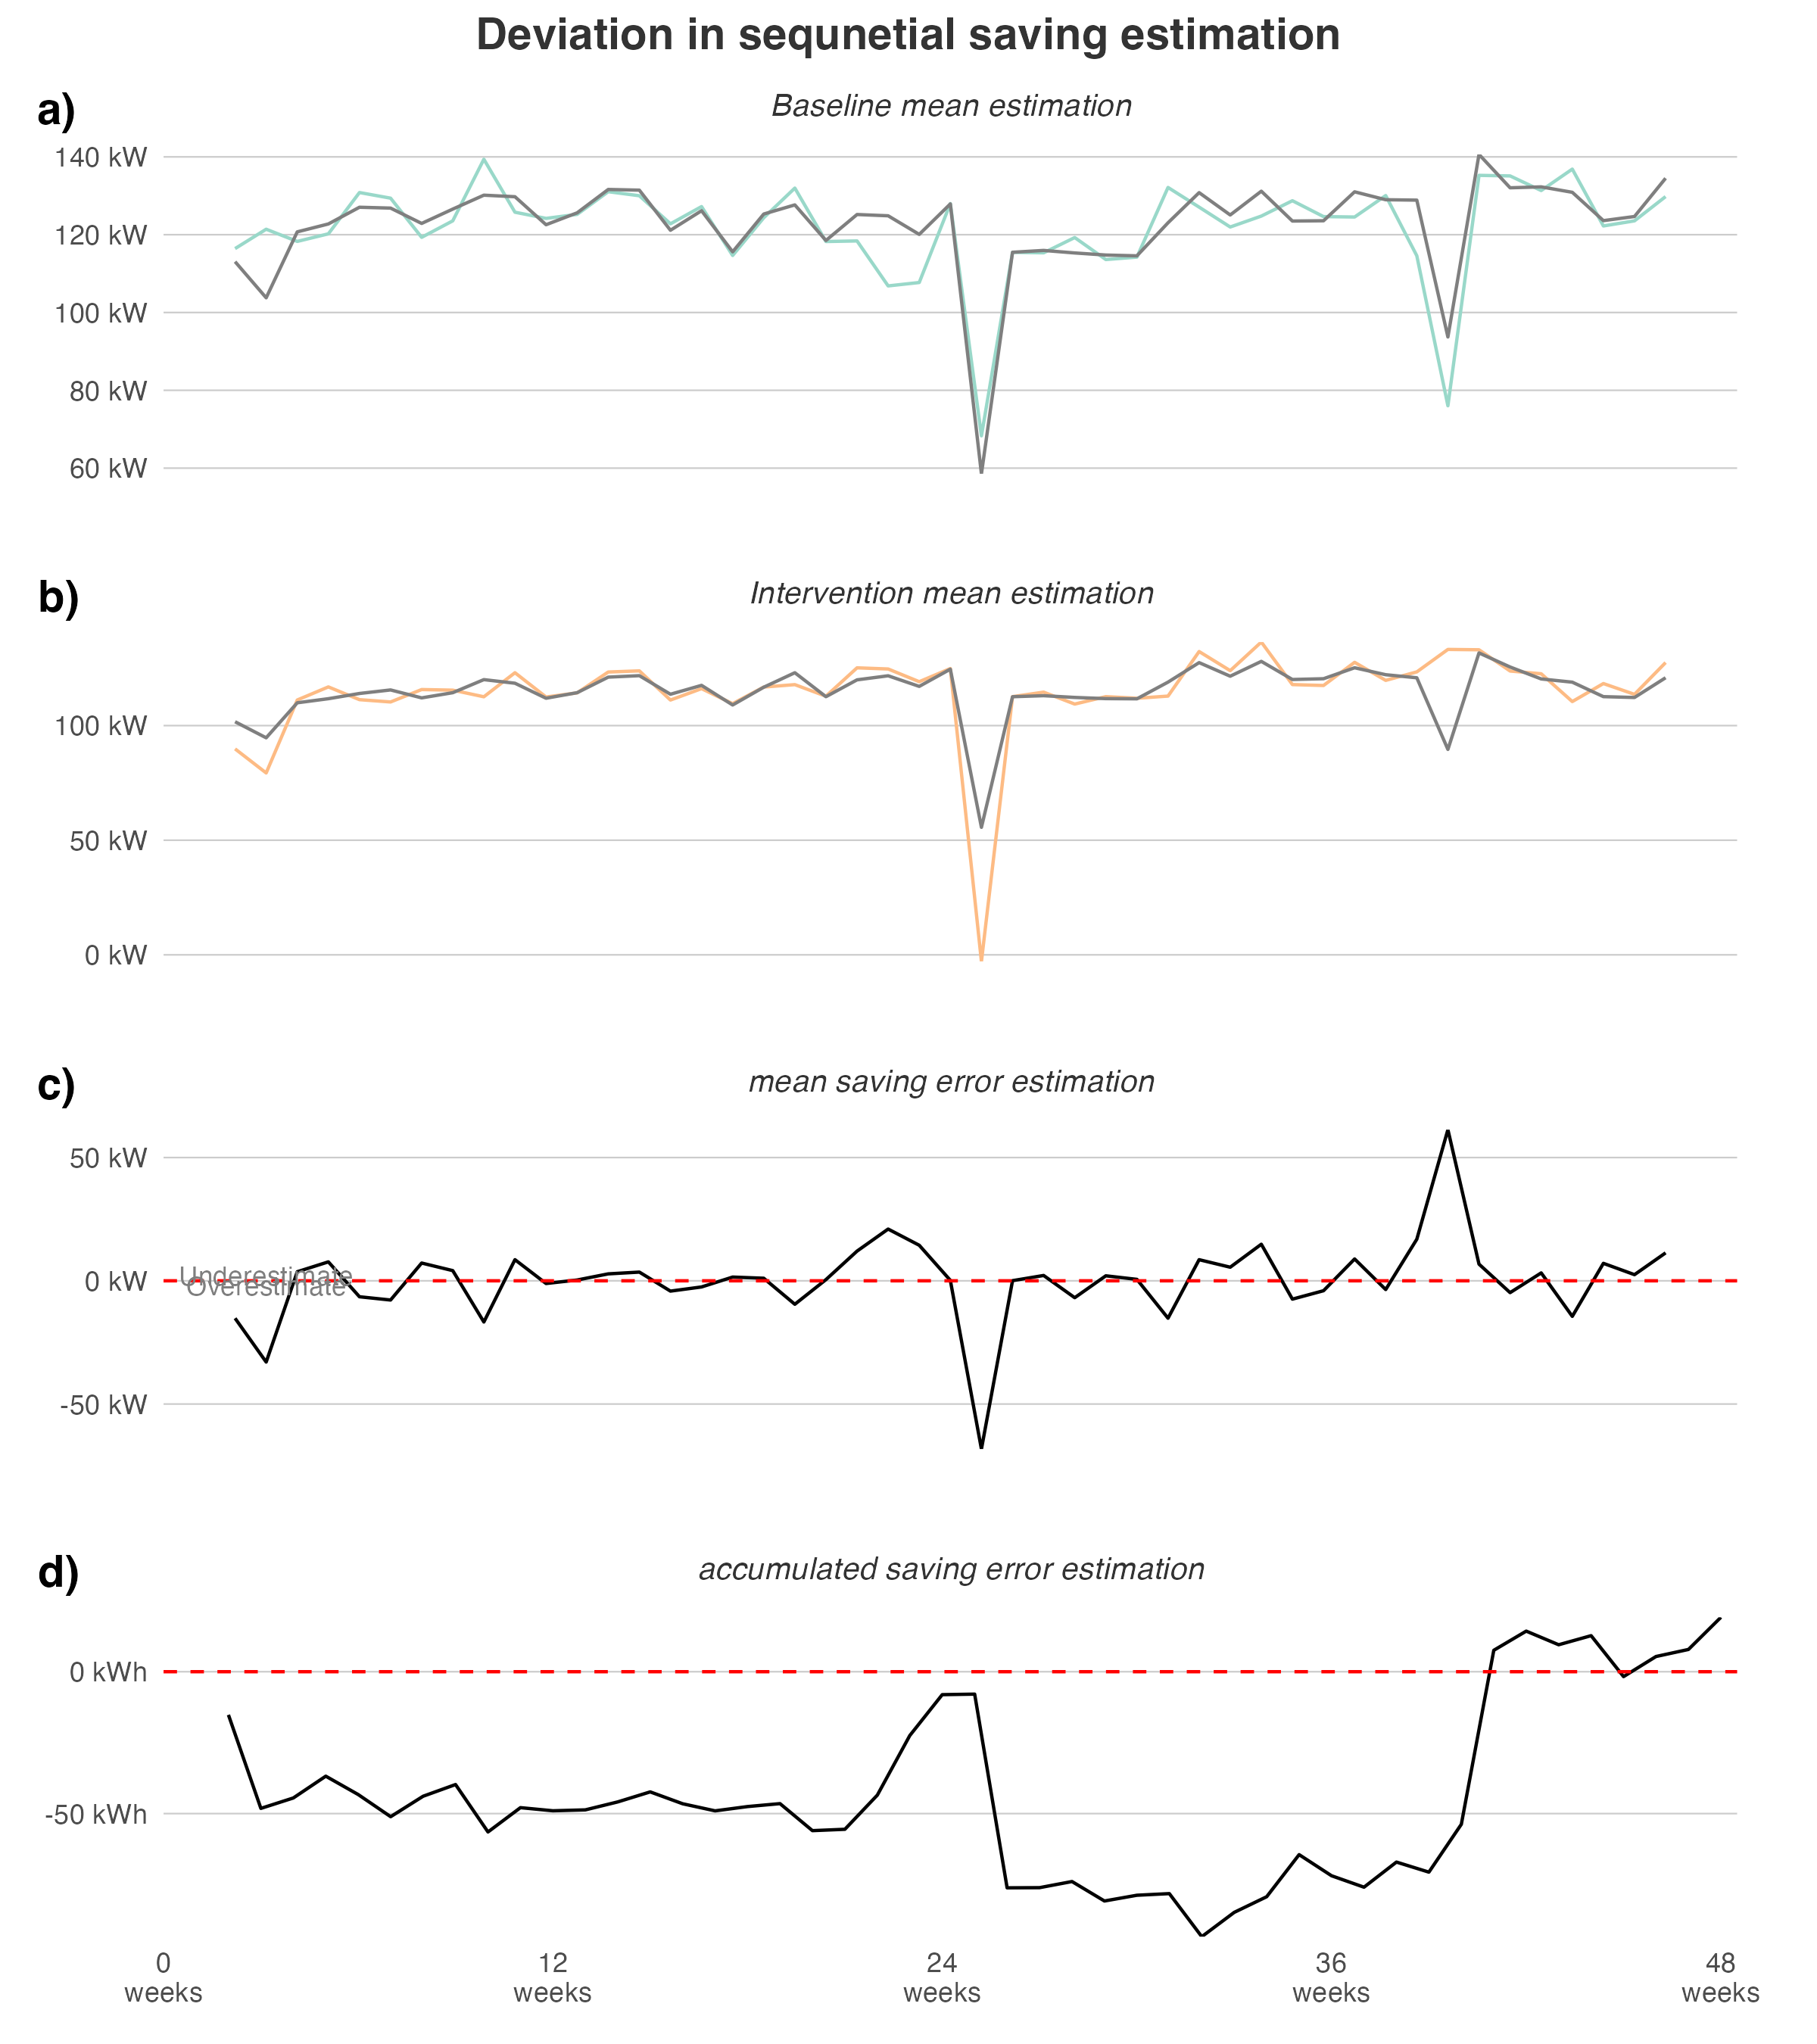 Deviation in sequnetial saving estimation
a)
Baseline mean estimation
140 kW
120 kW
100 kW
80 kW
60 kW
b)
Intervention mean estimation
100 kW
50 kW
0 kW
c)
mean saving error estimation
50 kW
Underestimate
0 kW
Overestimate
-50 kW
d)
accumulated saving error estimation
0 kWh
-50 kWh
0
weeks
12
weeks
24
weeks
36
weeks
48
weeks